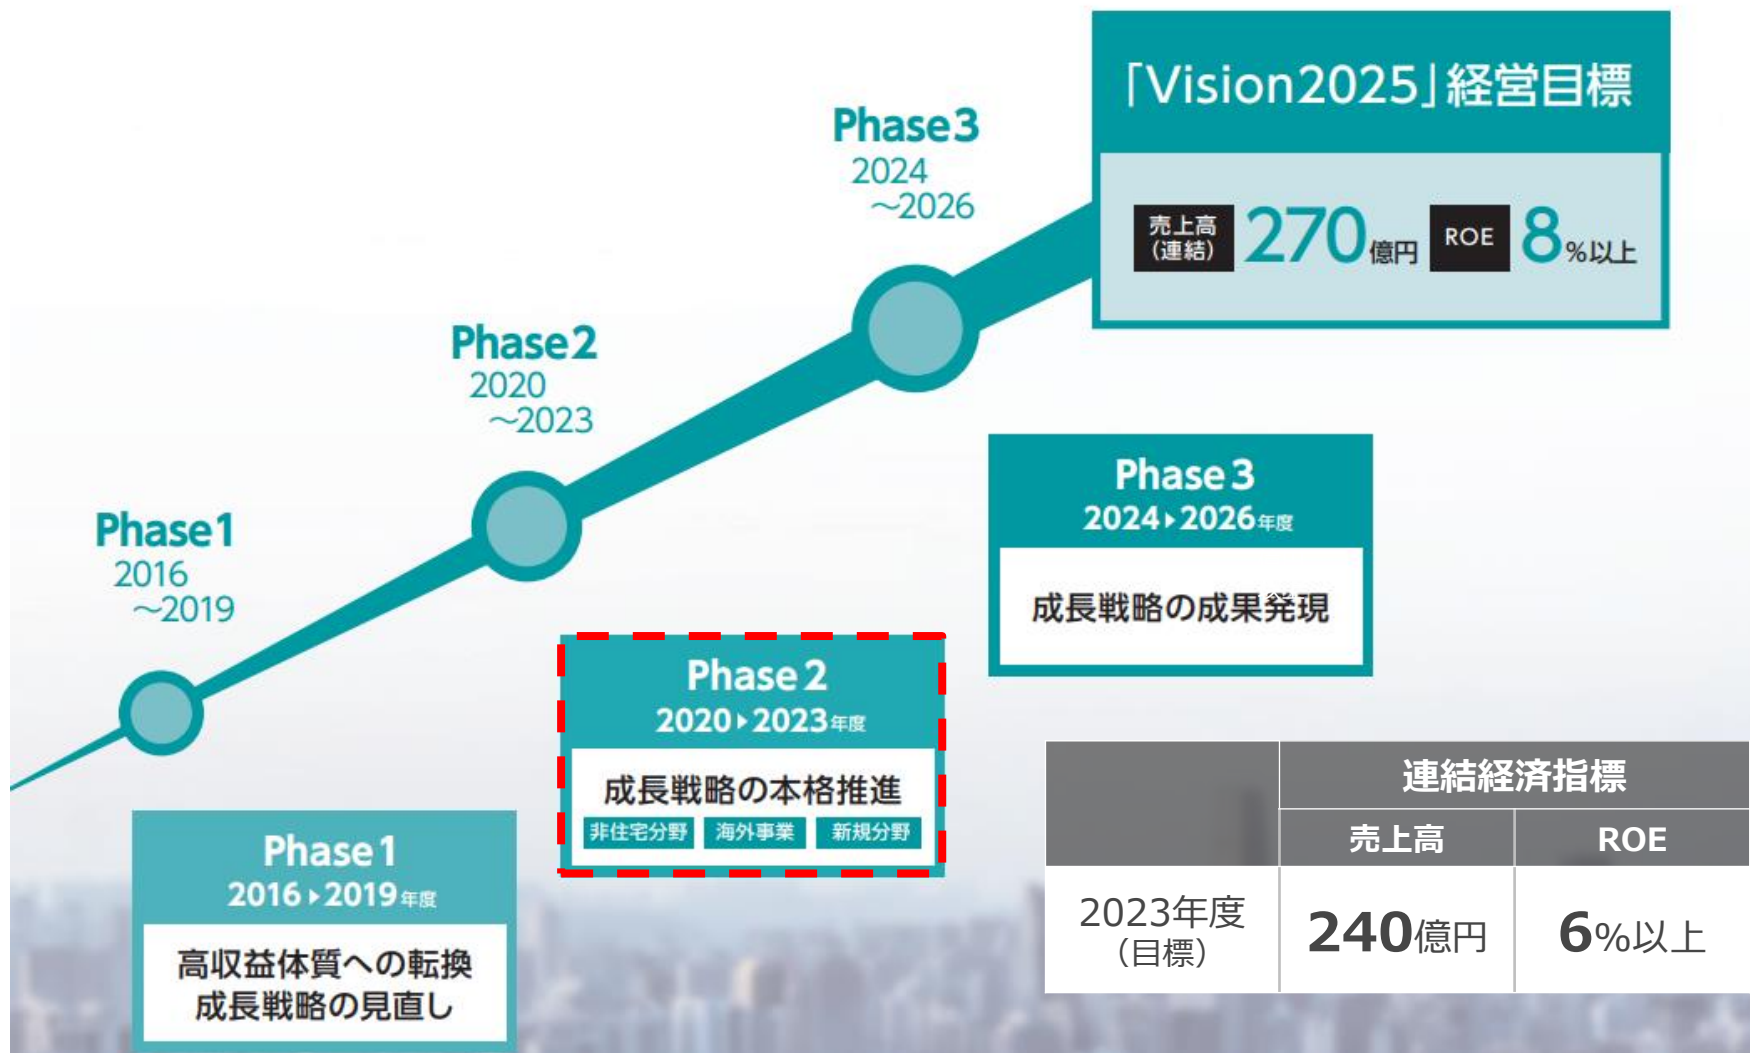 「Vision2025」経営目標
売上高
（連結）
270億円
ROE
8%以上
Phase3
2024
～2026
Phase2
2020
～2023
Phase1
2016
～2019
Phase3
2024▶2026年度
成長戦略の成果発現
Phase2
2020▶2023年度
成長戦略の本格推進
非住宅分野 海外事業 新規分野
Phase1
2016▶2019年度
高収益体質への転換
成長戦略の見直し
連結経済指標
売上高 ROE
2023年度
（目標）
240億円 6%以上